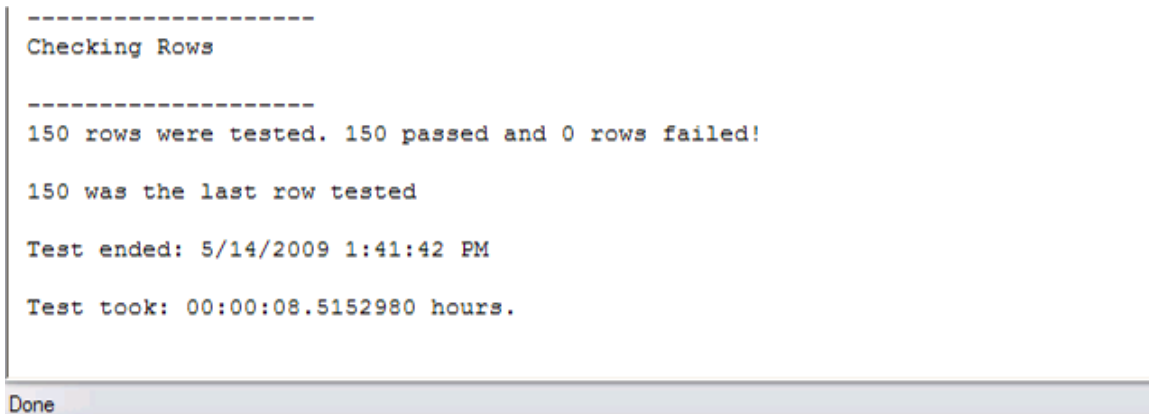 --------------------
Checking Rows
--------------------
150 rows were tested. 150 passed and 0 rows failed!
150 was the last row tested
Test ended: 5/14/2009 1:41:42 PM
Test took: 00:00:08.5152980 hours.
Done